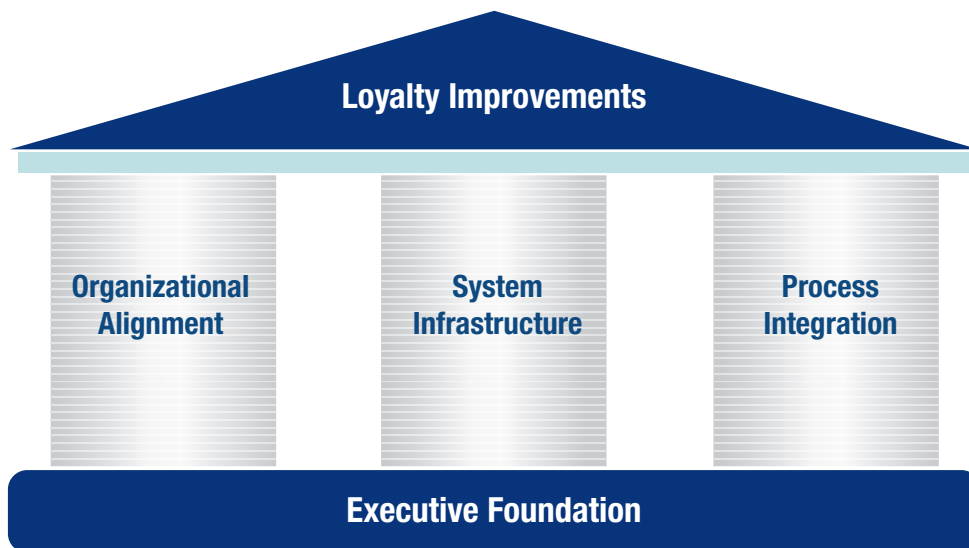 Loyalty Improvements
Organizational
Alignment
System
Infrastructure
Process
Integration
Executive Foundation